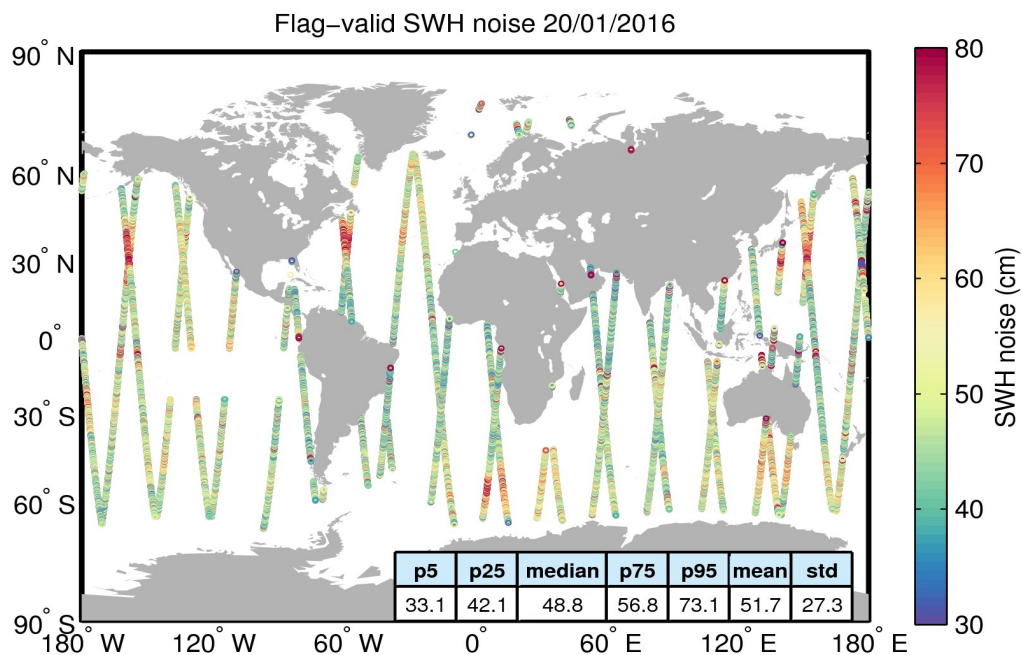 Flag−valid SWH noise 20/01/2016
90° N
60° N
30° N
0°
30° S
60° S
90° S
180° W
120° W
60° W
0°
60° E
120° E
180° E
p5 p25 median p75 p95 mean std
33.1 42.1 48.8 56.8 73.1 51.7 27.3
80
70
60
50
40
30
SWH noise (cm)